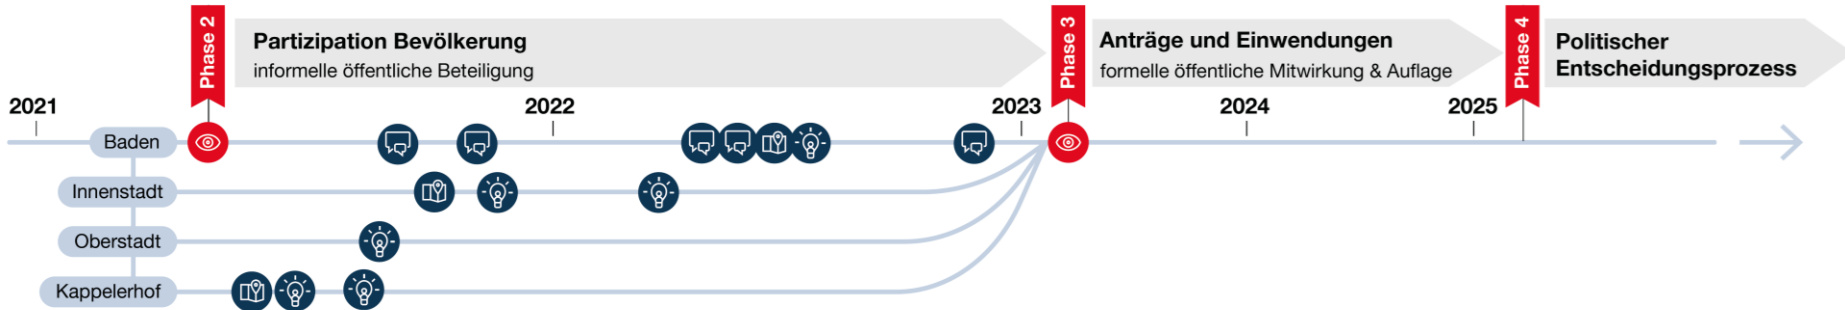 Phase 2
Partizipation Bevölkerung
informelle öffentliche Beteiligung
Phase 3
Anträge und Einwendungen
formelle öffentliche Mitwirkung & Auflage
Phase 4
Politischer
Entscheidungsprozess
2021
2022
2023
2024
2025
Baden
Innenstadt
Oberstadt
Kappelerhof